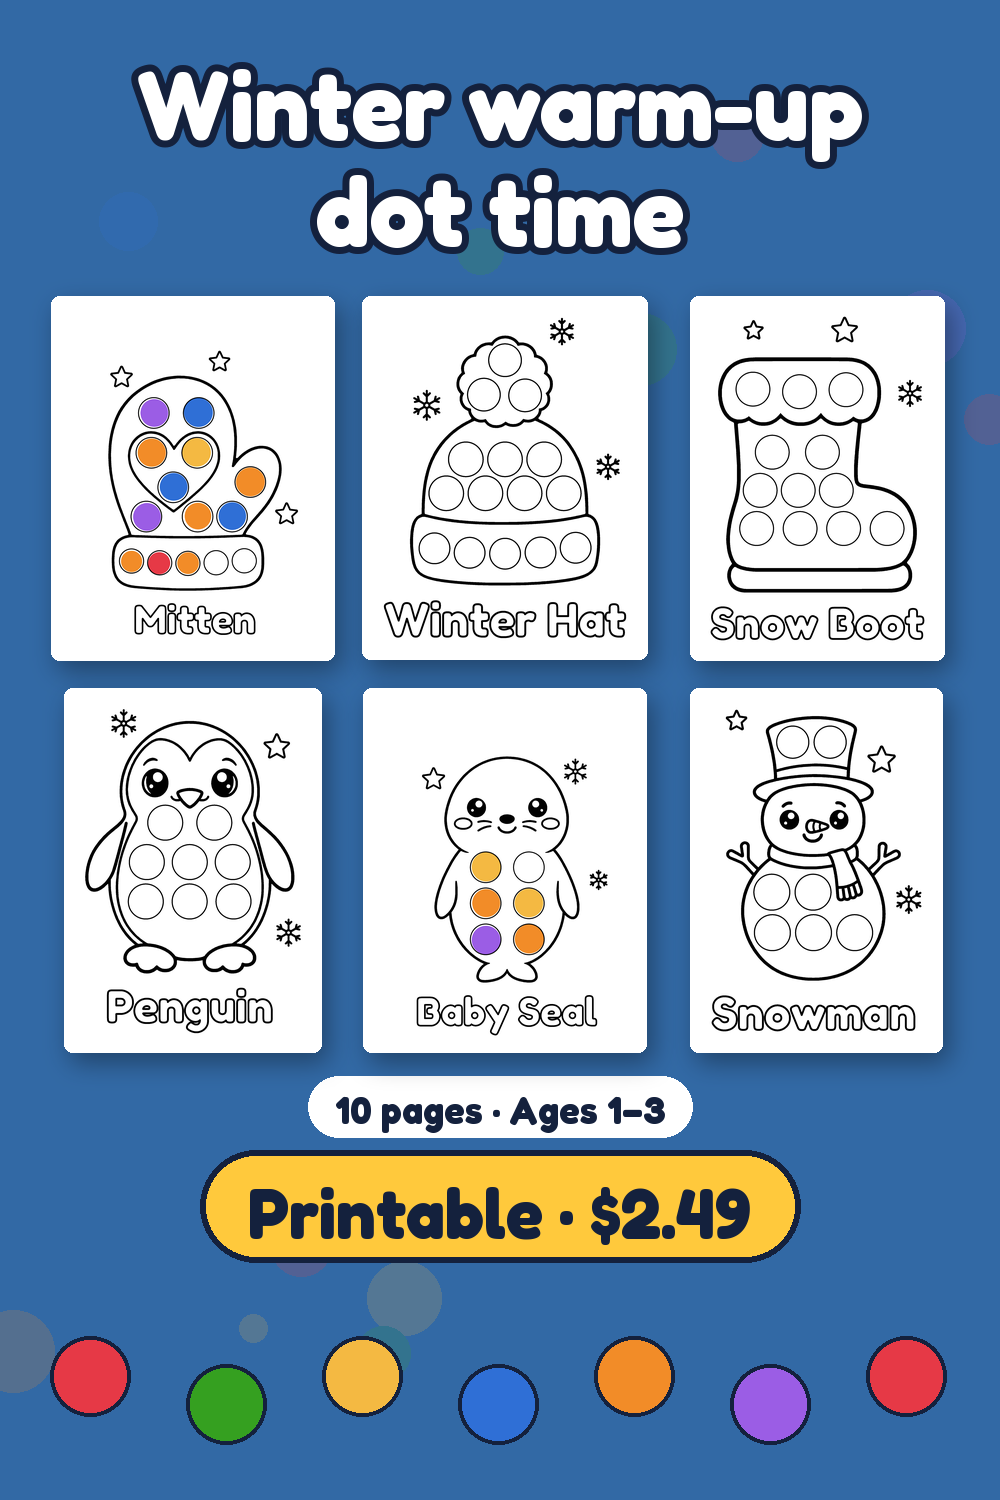 Winter warm-up
dot time
Mitten
Winter Hat
Snow Boot
Penguin
Baby Seal
Snowman
10 pages · Ages 1–3
Printable · $2.49